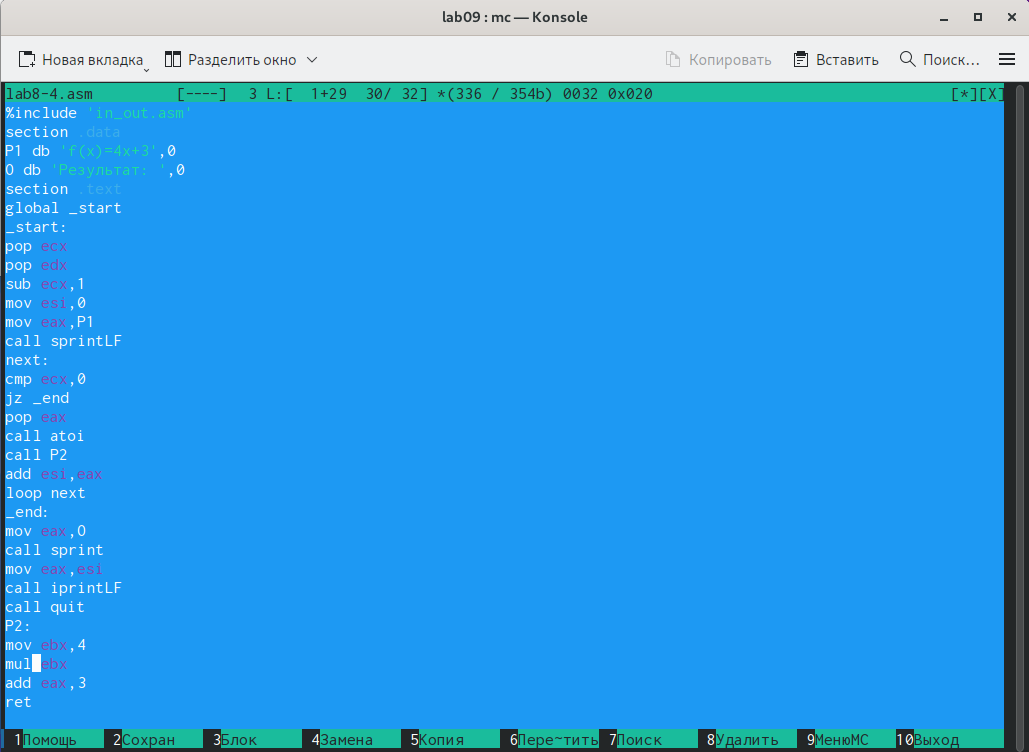 lab09 : mc — Konsole
Новая вкладка Разделить окно Копировать Вставить Поиск...
lab8-4.asm [----] 3 L:[ 1+29 30/ 32] *(336 / 354b) 0032 0x020 [*][X]
%include 'in_out.asm'
section .data
P1 db 'f(x)=4x+3',0
O db 'Результат: ',0
section .text
global _start
_start:
pop ecx
pop edx
sub ecx,1
mov esi,0
mov eax,P1
call sprintLF
next:
cmp ecx,0
jz _end
pop eax
call atoi
call P2
add esi,eax
loop next
_end:
mov eax,O
call sprint
mov eax,esi
call iprintLF
call quit
P2:
mov ebx,4
mul ebx
add eax,3
ret
1Помощь 2Сохран 3Блок 4Замена 5Копия 6Пере~тить 7Поиск 8Удалить 9МенюМС 10Выход